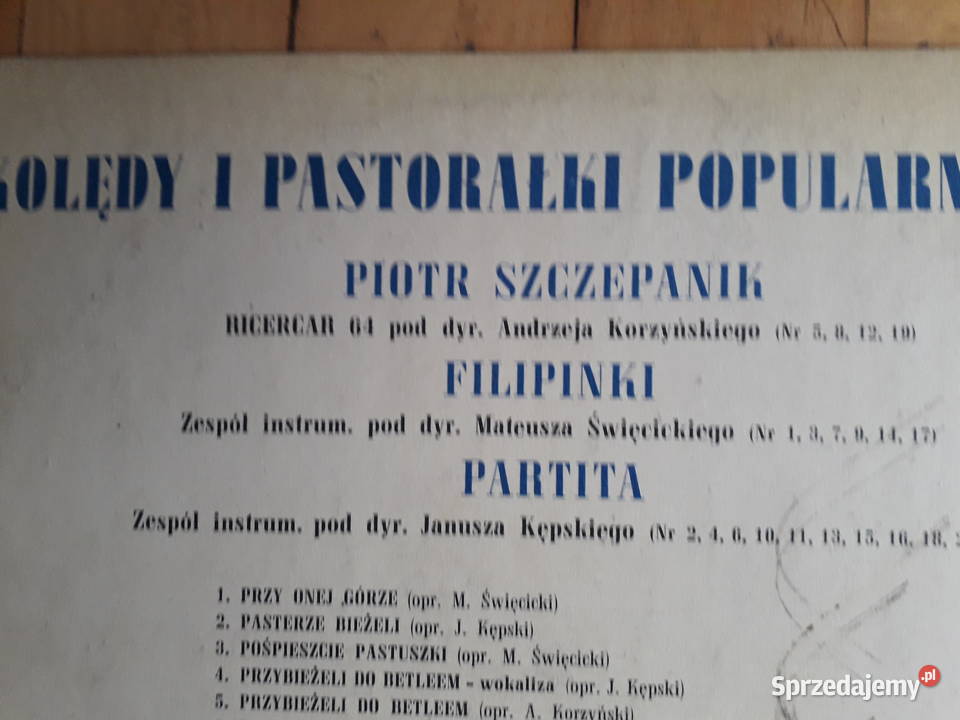 KOLĘDY I PASTORAŁKI POPULARN
PIOTR SZCZEPANIK
RICERCAR 64 pod dyr. Andrzeja Korzyńskiego (Nr 5, 8, 12, 19)
FILIPINKI
Zespół instrum. pod dyr. Mateusza Święcickiego (Nr 1, 3, 7, 9, 14, 17)
PARTITA
Zespół instrum. pod dyr. Janusza Kępskiego (Nr 2, 4, 6, 10, 11, 13, 15, 16, 18, 2
1. PRZY ONEJ GÓRZE (opr. M. Święcicki)
2. PASTERZE BIEŻELI (opr. J. Kępski)
3. POŚPIESZCIE PASTUSZKI (opr. M. Święcicki)
4. PRZYBIEŻELI DO BETLEEM - wokaliza (opr. J. Kępski)
5. PRZYBIEŻELI DO BETLEEM (opr. A. Korzyński)
Sprzedajemy.pl